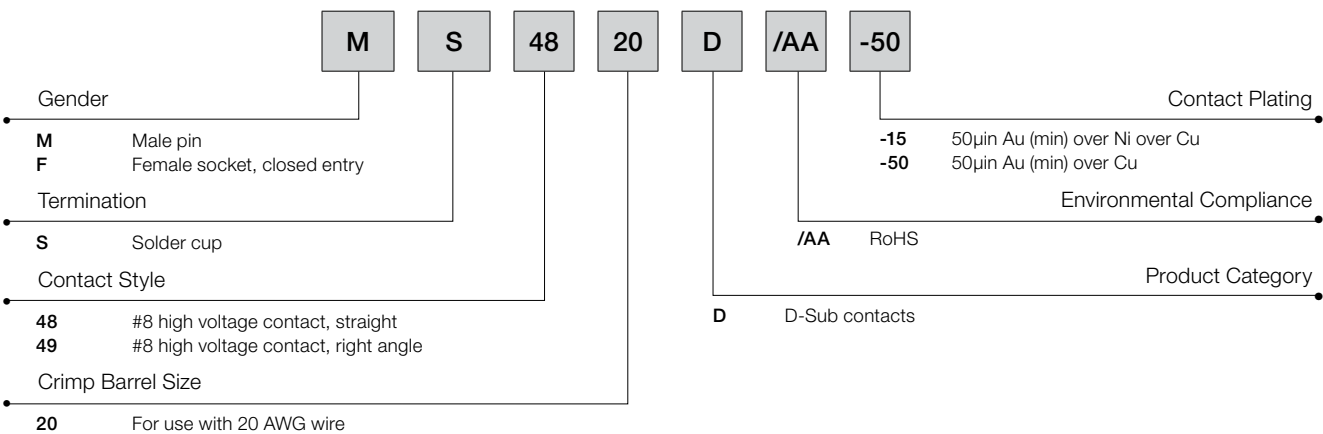 M S 48 20 D /AA -50
Gender
M Male pin
F Female socket, closed entry
Termination
S Solder cup
Contact Style
48 #8 high voltage contact, straight
49 #8 high voltage contact, right angle
Crimp Barrel Size
20 For use with 20 AWG wire
Contact Plating
-15 50µin Au (min) over Ni over Cu
-50 50µin Au (min) over Cu
Environmental Compliance
/AA RoHS
Product Category
D D-Sub contacts